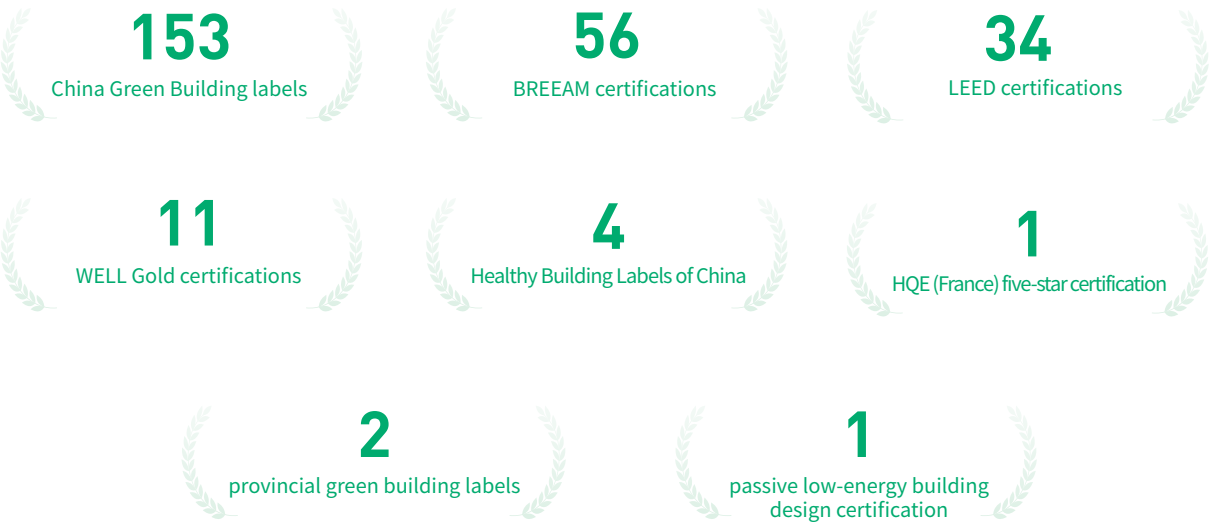 153
China Green Building labels
56
BREEAM certifications
34
LEED certifications
11
WELL Gold certifications
4
Healthy Building Labels of China
1
HQE (France) five-star certification
2
provincial green building labels
1
passive low-energy building
design certification